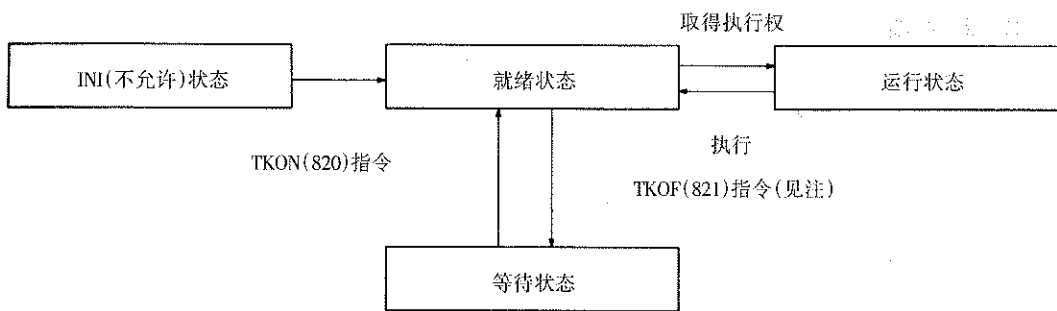 取得执行权
INI(不允许)状态
就绪状态
运行状态
执行
TKON(820)指令
TKOF(821)指令(见注)
等待状态